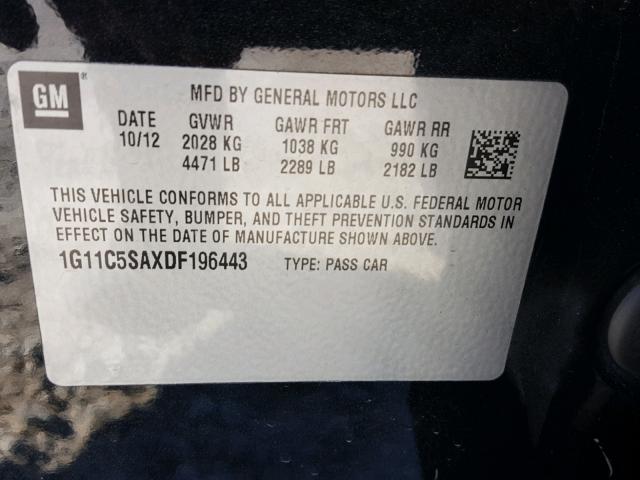 GM ®
MFD BY GENERAL MOTORS LLC
DATE GVWR GAWR FRT GAWR RR
10/12 2028 KG 1038 KG 990 KG
4471 LB 2289 LB 2182 LB
THIS VEHICLE CONFORMS TO ALL APPLICABLE U.S. FEDERAL MOTOR
VEHICLE SAFETY, BUMPER, AND THEFT PREVENTION STANDARDS IN
EFFECT ON THE DATE OF MANUFACTURE SHOWN ABOVE.
1G11C5SAXDF196443 TYPE: PASS CAR